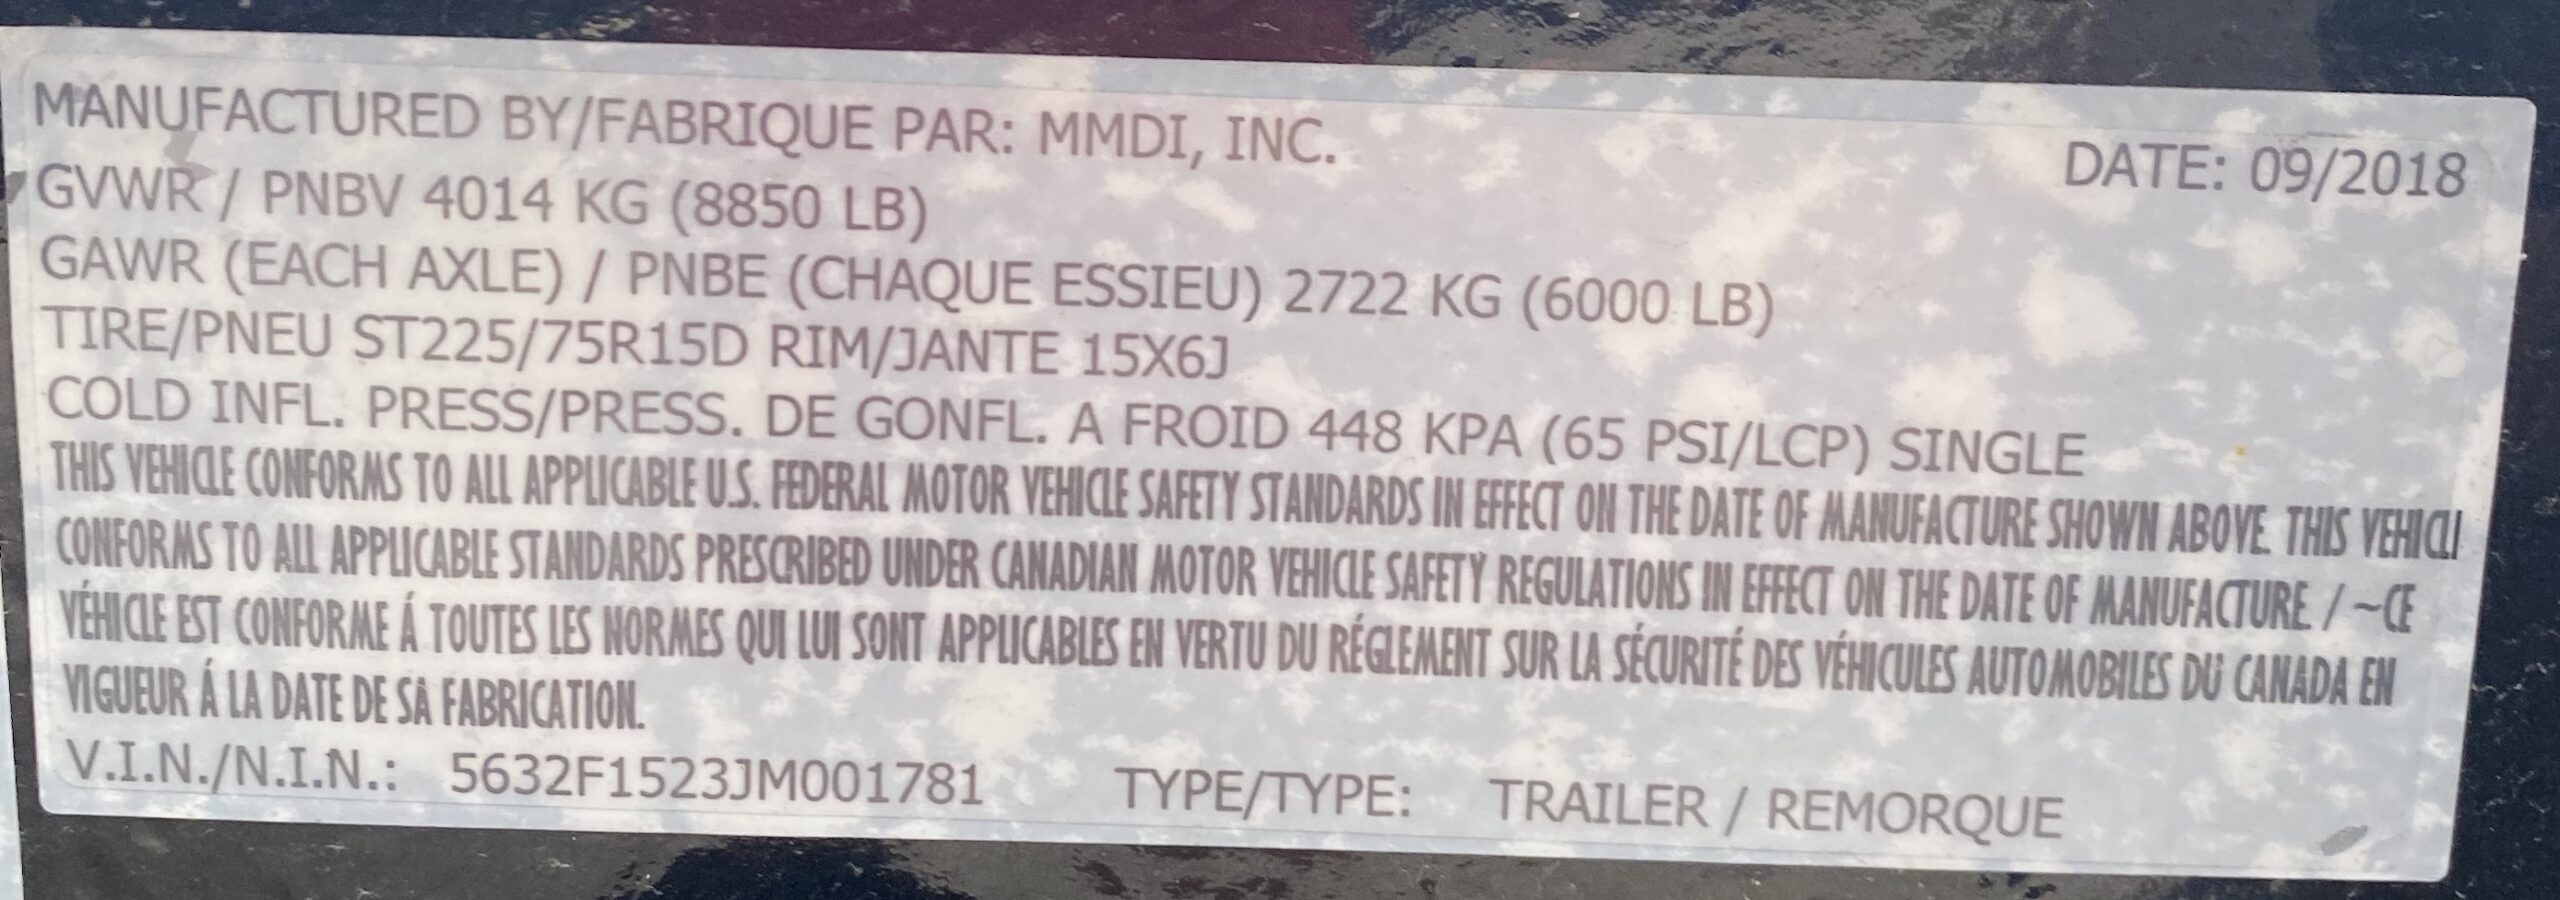 MANUFACTURED BY/FABRIQUE PAR: MMDI, INC. DATE: 09/2018
GVWR / PNBV 4014 KG (8850 LB)
GAWR (EACH AXLE) / PNBE (CHAQUE ESSIEU) 2722 KG (6000 LB)
TIRE/PNEU ST225/75R15D RIM/JANTE 15X6J
COLD INFL. PRESS/PRESS. DE GONFL. A FROID 448 KPA (65 PSI/LCP) SINGLE
THIS VEHICLE CONFORMS TO ALL APPLICABLE U.S. FEDERAL MOTOR VEHICLE SAFETY STANDARDS IN EFFECT ON THE DATE OF MANUFACTURE SHOWN ABOVE. THIS VEHICLE
CONFORMS TO ALL APPLICABLE STANDARDS PRESCRIBED UNDER CANADIAN MOTOR VEHICLE SAFETY REGULATIONS IN EFFECT ON THE DATE OF MANUFACTURE / ~CE
VÉHICLE EST CONFORME Á TOUTES LES NORMES QUI LUI SONT APPLICABLES EN VERTU DU RÉGLEMENT SUR LA SÉCURITÉ DES VÉHICULES AUTOMOBILES DU CANADA EN
VIGUEUR Á LA DATE DE SA FABRICATION.
V.I.N./N.I.N.: 5632F1523JM001781 TYPE/TYPE: TRAILER / REMORQUE